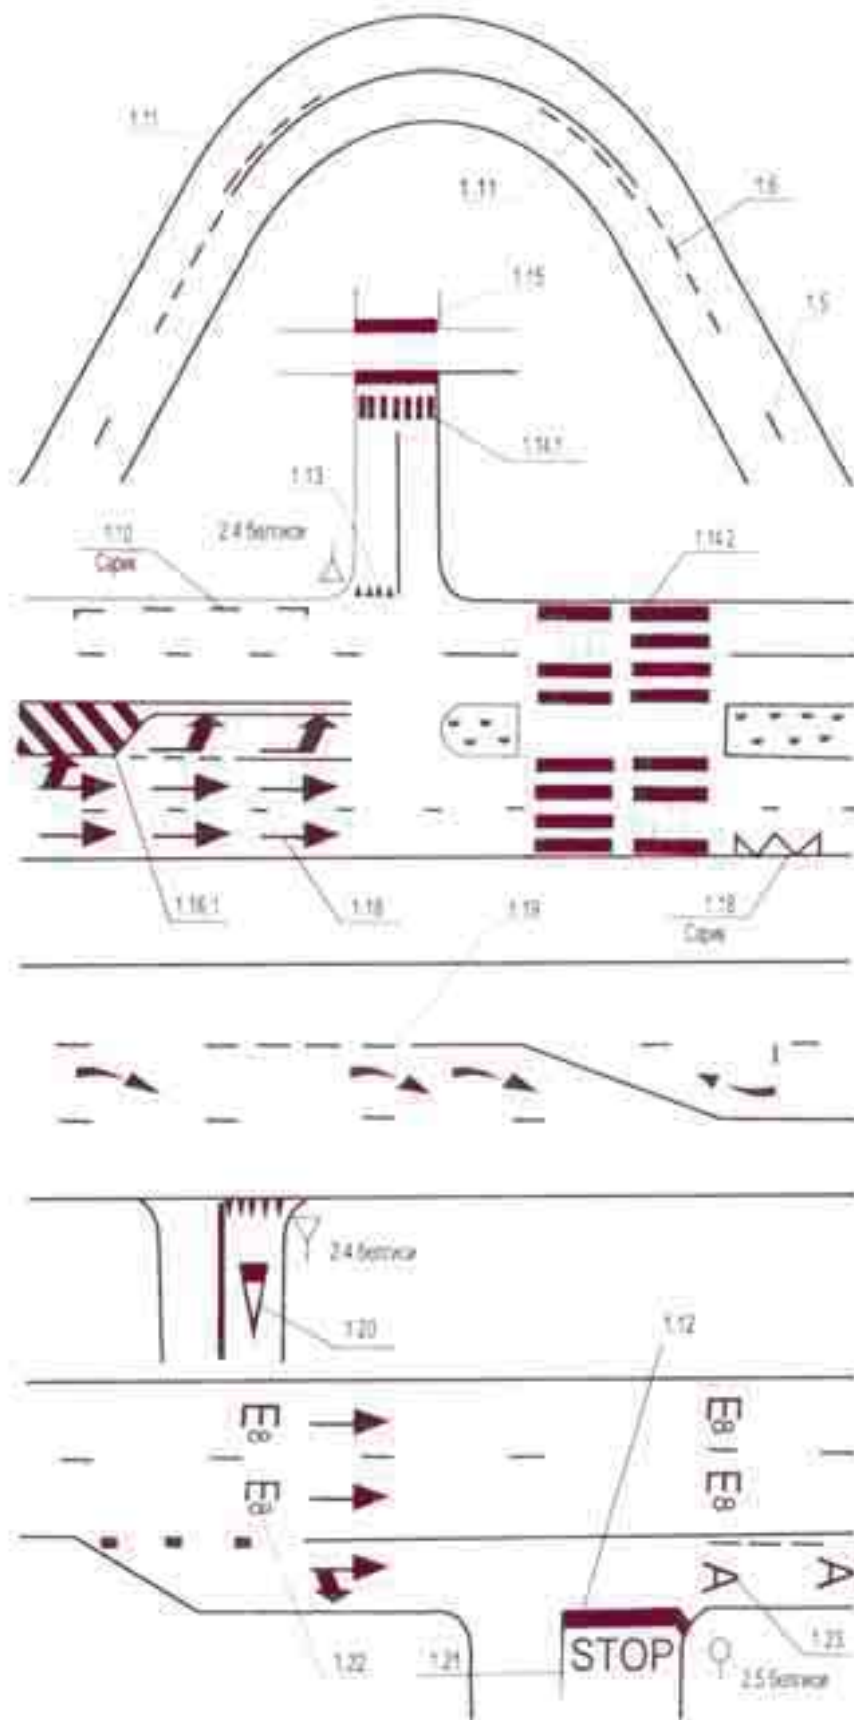 1.11
1.11
1.6
1.15
1.5
1.14.1
1.13
1.10
2.4 белгиси
1.14.2
Сариқ
1.16.1
1.18
1.19
1.18
Сариқ
2.4 белгиси
1.20
1.12
E8
E8
E8
E8
A
A
STOP
1.22
1.21
1.23
2.5 белгиси